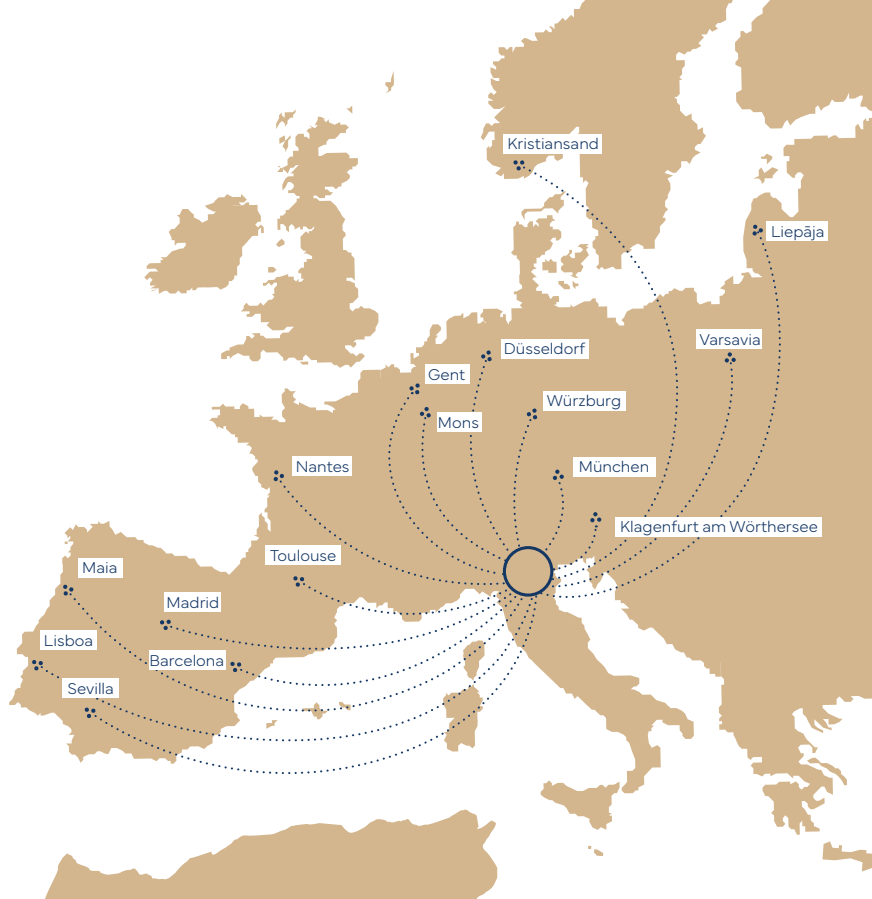 Kristiansand
Liepāja
Varsavia
Düsseldorf
Gent
Würzburg
Mons
Nantes
München
Klagenfurt am Wörthersee
Toulouse
Maia
Madrid
Lisboa
Barcelona
Sevilla